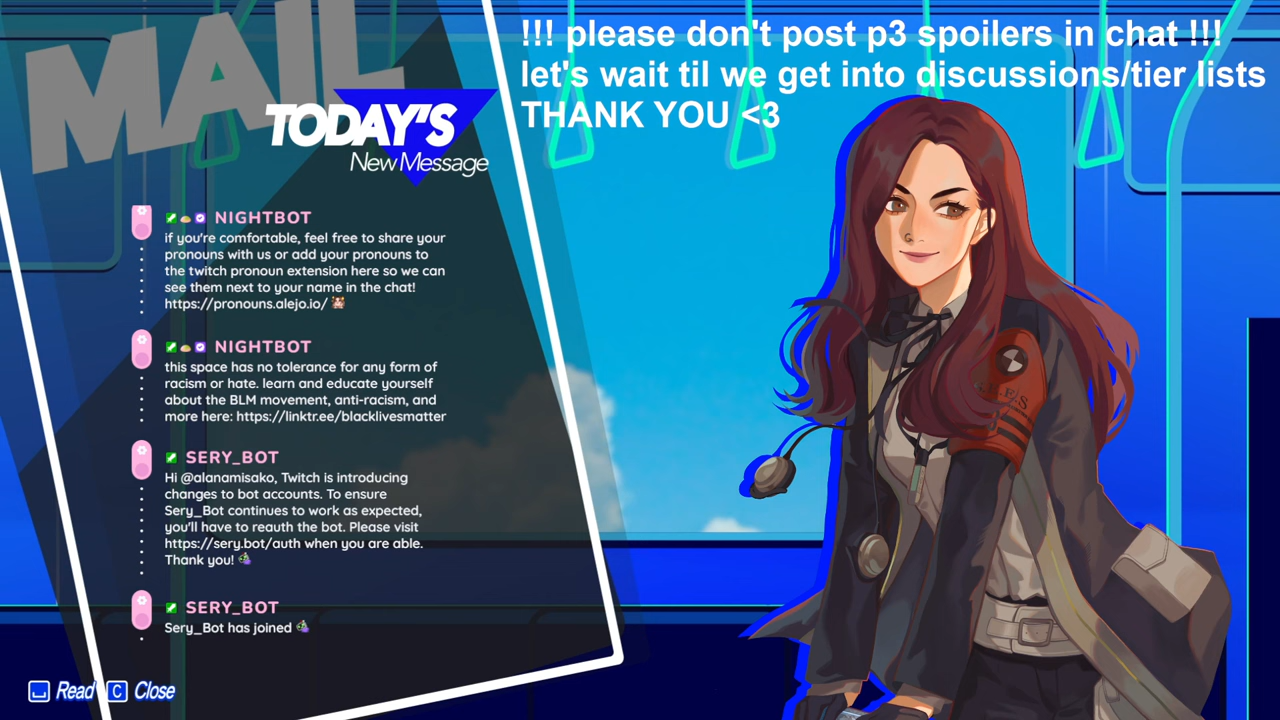 MAIL
TODAY'S
New Message
!!! please don't post p3 spoilers in chat !!!
let's wait til we get into discussions/tier lists
THANK YOU <3
NIGHTBOT
if you're comfortable, feel free to share your
pronouns with us or add your pronouns to
the twitch pronoun extension here so we can
see them next to your name in the chat!
https://pronouns.alejo.io/
NIGHTBOT
this space has no tolerance for any form of
racism or hate. learn and educate yourself
about the BLM movement, anti-racism, and
more here: https://linktr.ee/blacklivesmatter
SERY_BOT
Hi @alanamisako, Twitch is introducing
changes to bot accounts. To ensure
Sery_Bot continues to work as expected,
you'll have to reauth the bot. Please visit
https://sery.bot/auth when you are able.
Thank you!
SERY_BOT
Sery_Bot has joined
Read C Close